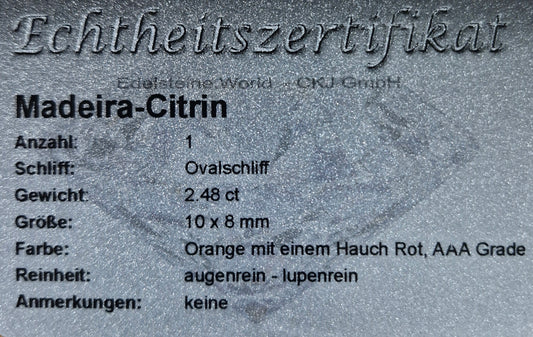 Echtheitszertifikat
Edelsteine.World - CKJ GmbH
Madeira-Citrin
Anzahl: 1
Schliff: Ovalschliff
Gewicht: 2.48 ct
Größe: 10 x 8 mm
Farbe: Orange mit einem Hauch Rot, AAA Grade
Reinheit: augenrein - lupenrein
Anmerkungen: keine